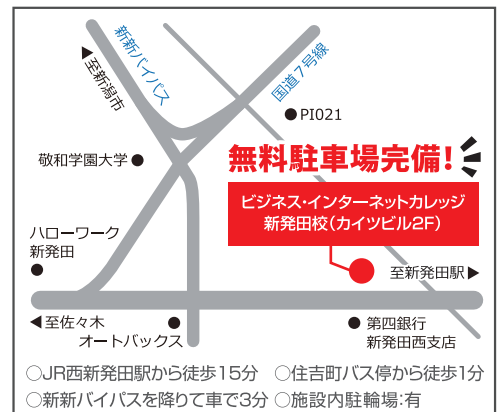 新新バイパス
国道7号線
▲至新潟市
●PI021
敬和学園大学●
無料駐車場完備!
ビジネス・インターネットカレッジ
新発田校(カイツビル2F)
ハローワーク
新発田
至新発田駅▶
◀至佐々木
オートバックス
第四銀行
新発田西支店
○JR西新発田駅から徒歩15分
○住吉町バス停から徒歩1分
○新新バイパスを降りて車で3分
○施設内駐輪場:有